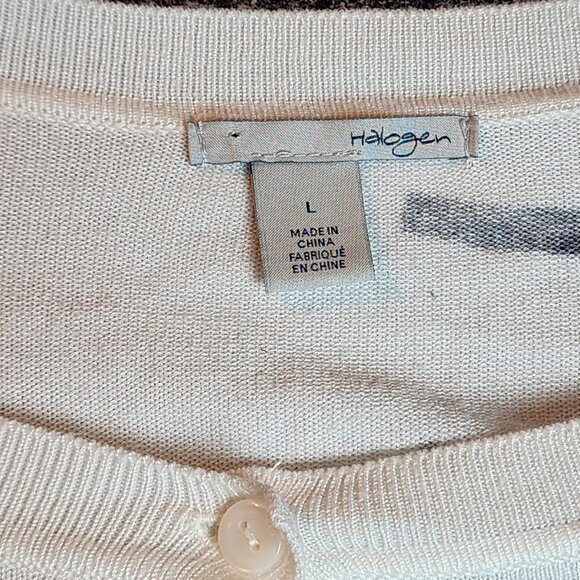 Halogen
L
MADE IN
CHINA
FABRIQUÉ
EN CHINE